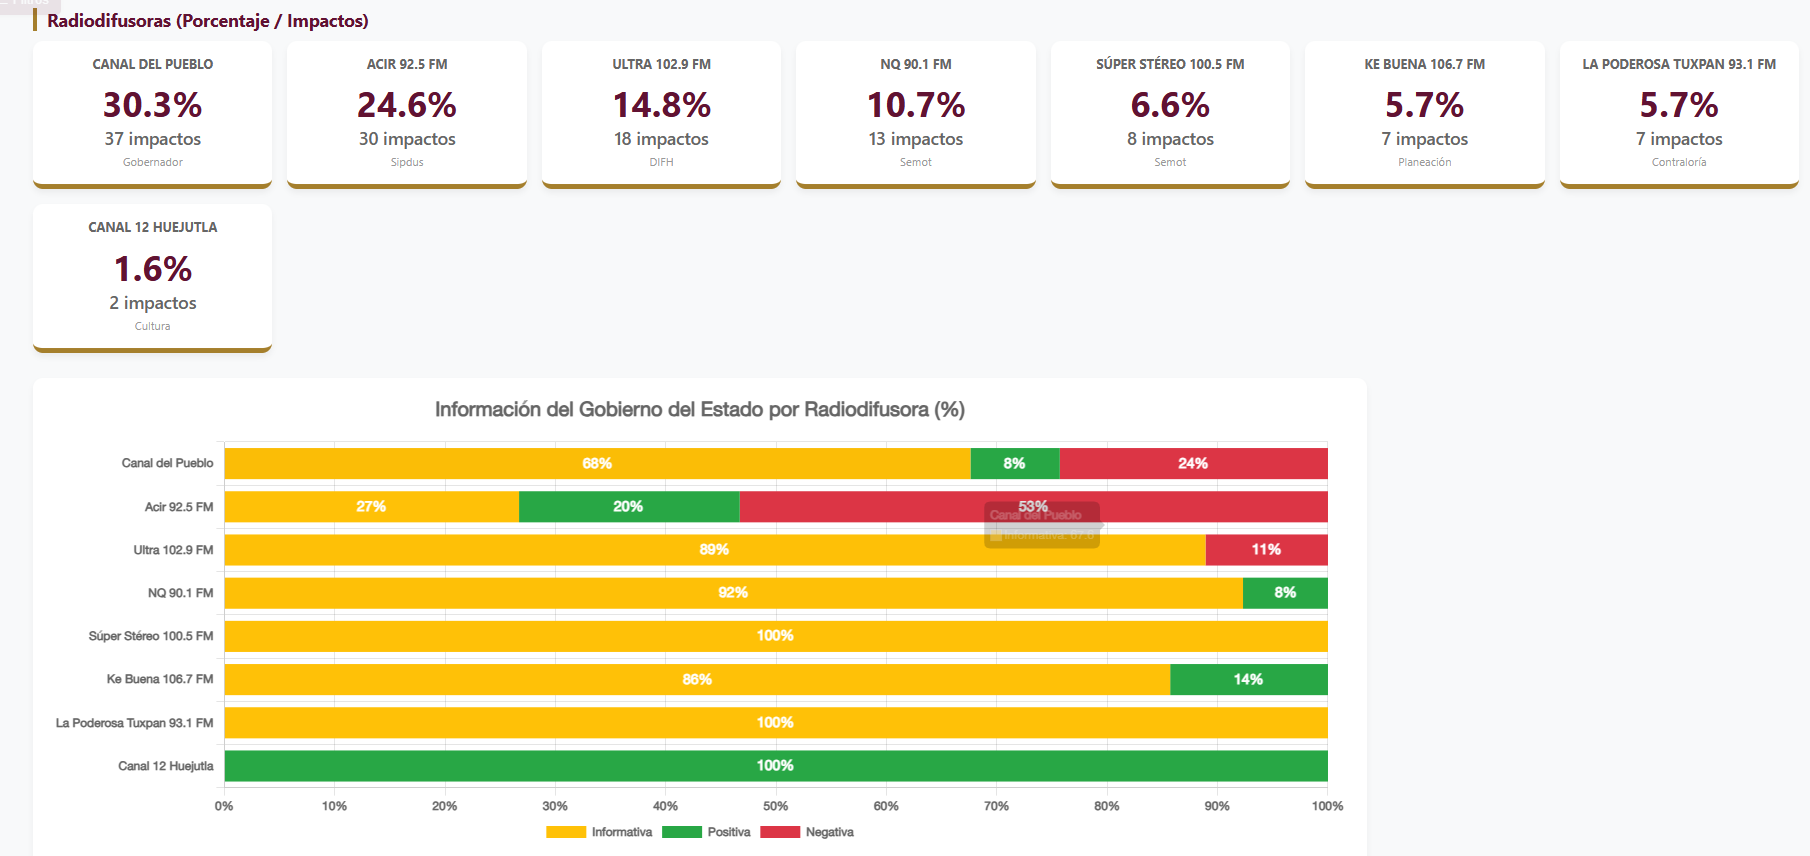 Radiodifusoras (Porcentaje / Impactos)
CANAL DEL PUEBLO
30.3%
37 impactos
Gobernador
ACIR 92.5 FM
24.6%
30 impactos
Sipdus
ULTRA 102.9 FM
14.8%
18 impactos
DIFH
NQ 90.1 FM
10.7%
13 impactos
Semot
SÚPER STÉREO 100.5 FM
6.6%
8 impactos
Semot
KE BUENA 106.7 FM
5.7%
7 impactos
Planeación
LA PODEROSA TUXPAN 93.1 FM
5.7%
7 impactos
Contraloría
CANAL 12 HUEJUTLA
1.6%
2 impactos
Cultura
Información del Gobierno del Estado por Radiodifusora (%)
Canal del Pueblo 68% 8% 24%
Acir 92.5 FM 27% 20% 53%
Canal del Pueblo
Informativa: 67.6
Ultra 102.9 FM 89% 11%
NQ 90.1 FM 92% 8%
Súper Stéreo 100.5 FM 100%
Ke Buena 106.7 FM 86% 14%
La Poderosa Tuxpan 93.1 FM 100%
Canal 12 Huejutla 100%
0% 10% 20% 30% 40% 50% 60% 70% 80% 90% 100%
Informativa Positiva Negativa